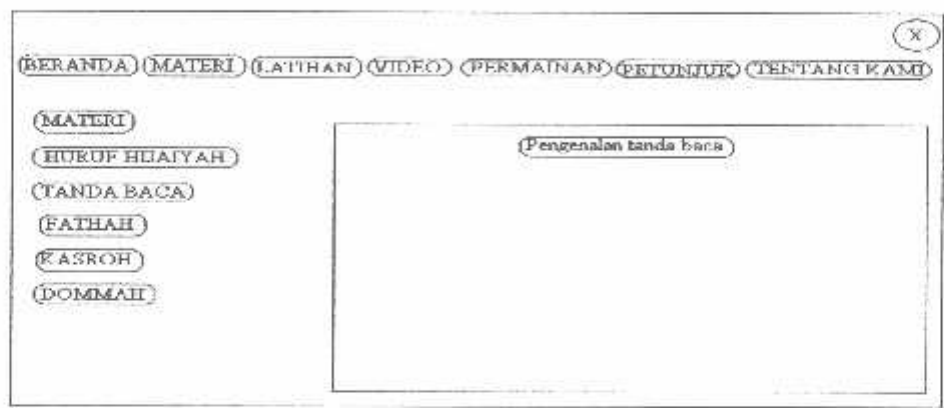 X
BERANDA MATERI LATIHAN VIDEO PERMAINAN PETUNJUK TENTANG KAMI
MATERI
HURUF HIJAIYAH
TANDA BACA
FATHAH
KASROH
DOMMAH
Pengenalan tanda baca